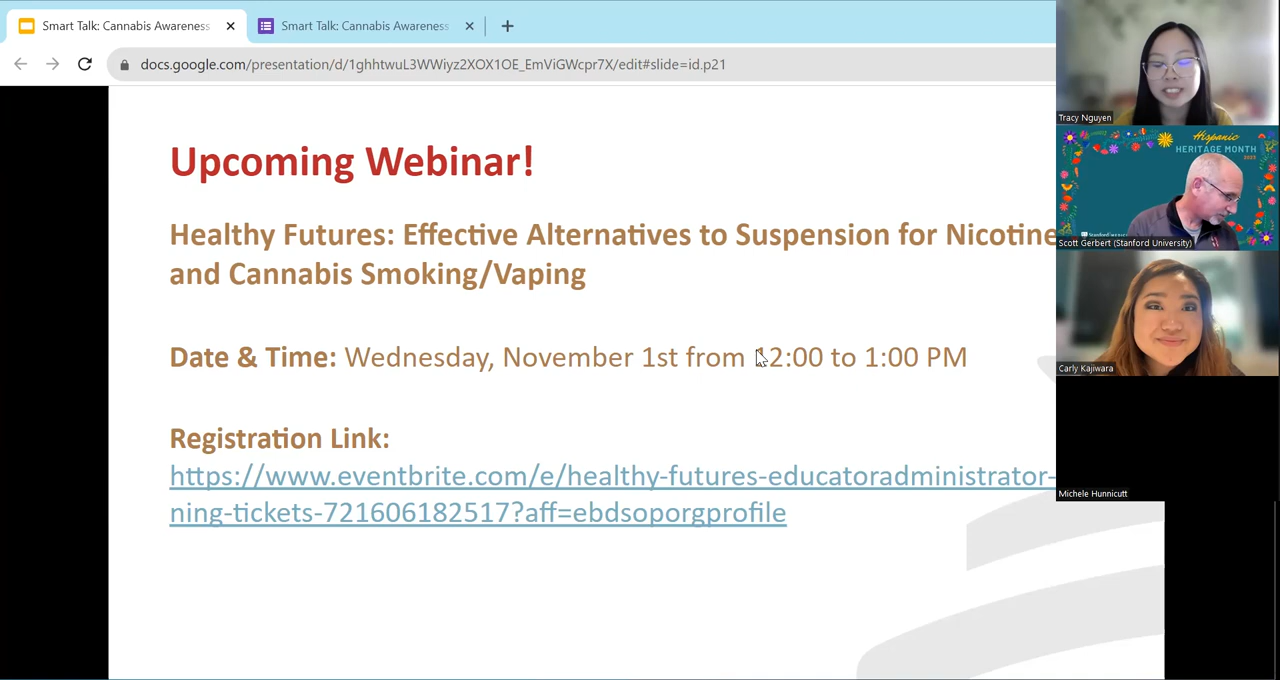 Smart Talk: Cannabis Awareness
Smart Talk: Cannabis Awareness
docs.google.com/presentation/d/1ghhtwuL3WWiyz2XOX1OE_EmViGWcpr7X/edit#slide=id.p21
Upcoming Webinar!
Healthy Futures: Effective Alternatives to Suspension for Nicotine
and Cannabis Smoking/Vaping
Date & Time: Wednesday, November 1st from 12:00 to 1:00 PM
Registration Link:
https://www.eventbrite.com/e/healthy-futures-educatoradministrator-
ning-tickets-721606182517?aff=ebdsoporgprofile
Tracy Nguyen
Hispanic
HERITAGE MONTH
2023
Scott Gerbert (Stanford University)
Carly Kajiwara
Michele Hunnicutt